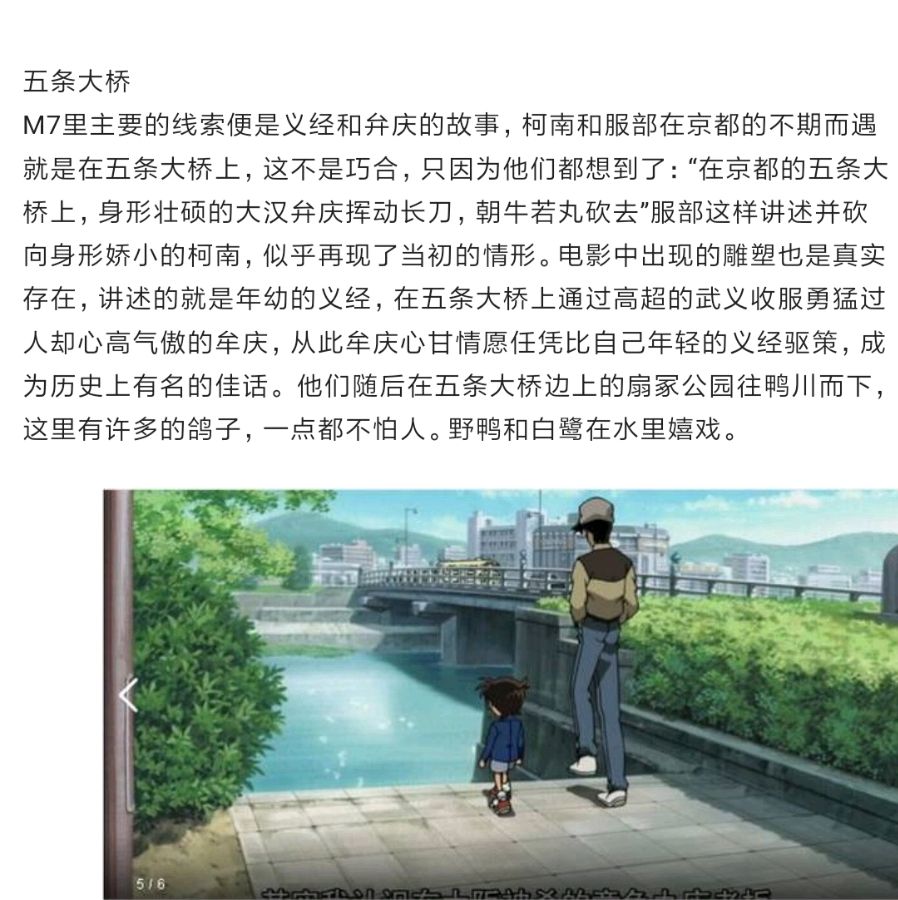 五条大桥
M7里主要的线索便是义经和弁庆的故事，柯南和服部在京都的不期而遇
就是在五条大桥上，这不是巧合，只因为他们都想到了：“在京都的五条大
桥上，身形壮硕的大汉弁庆挥动长刀，朝牛若丸砍去”服部这样讲述并砍
向身形娇小的柯南，似乎再现了当初的情形。电影中出现的雕塑也是真实
存在，讲述的就是年幼的义经，在五条大桥上通过高超的武义收服勇猛过
人却心高气傲的牟庆，从此牟庆心甘情愿任凭比自己年轻的义经驱策，成
为历史上有名的佳话。他们随后在五条大桥边上的扇冢公园往鸭川而下，
这里有许多的鸽子，一点都不怕人。野鸭和白鹭在水里嬉戏。
5 / 6